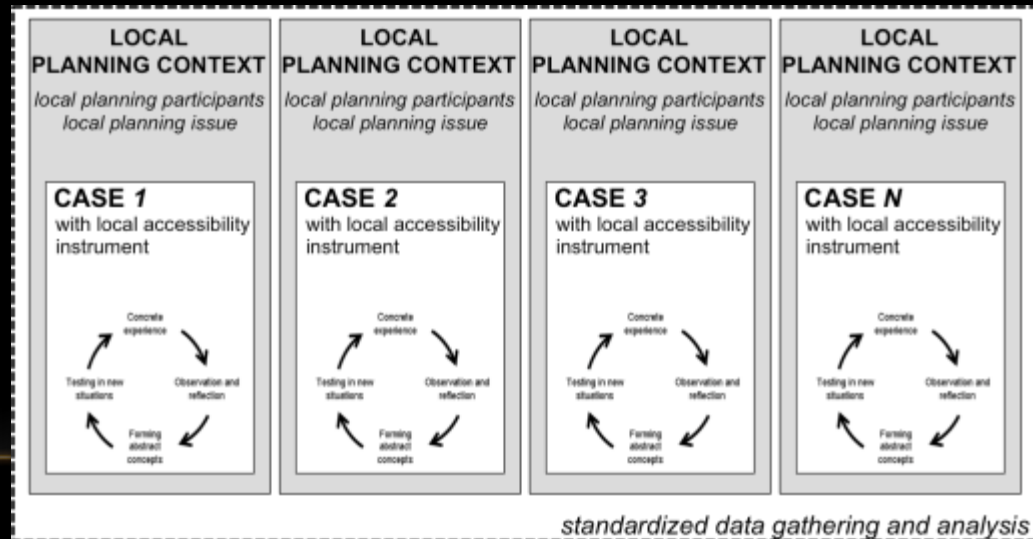 LOCAL
PLANNING CONTEXT
local planning participants
local planning issue
CASE 1
with local accessibility
instrument
Concrete
experience
Testing in new
situations
Observation and
reflection
Forming
abstract
concepts
LOCAL
PLANNING CONTEXT
local planning participants
local planning issue
CASE 2
with local accessibility
instrument
Concrete
experience
Testing in new
situations
Observation and
reflection
Forming
abstract
concepts
LOCAL
PLANNING CONTEXT
local planning participants
local planning issue
CASE 3
with local accessibility
instrument
Concrete
experience
Testing in new
situations
Observation and
reflection
Forming
abstract
concepts
LOCAL
PLANNING CONTEXT
local planning participants
local planning issue
CASE N
with local accessibility
instrument
Concrete
experience
Testing in new
situations
Observation and
reflection
Forming
abstract
concepts
standardized data gathering and analysis